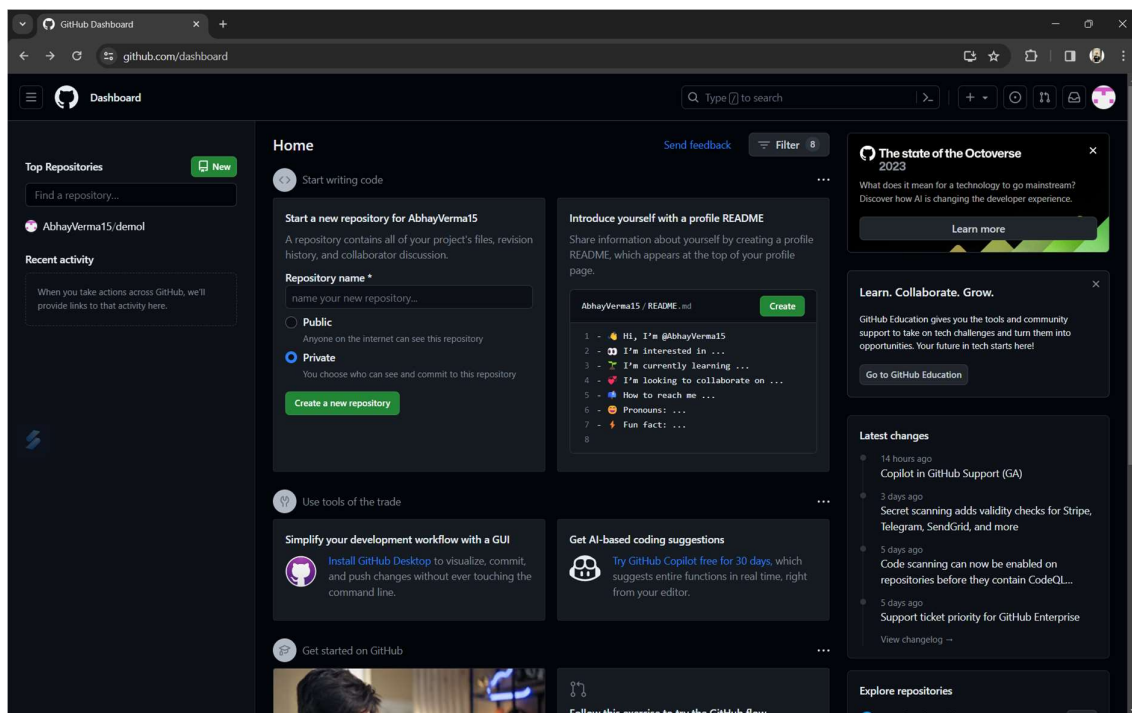 GitHub Dashboard
github.com/dashboard
Dashboard
Type / to search
Top Repositories
New
Find a repository...
AbhayVerma15/demol
Recent activity
When you take actions across GitHub, we'll
provide links to that activity here.
Home
Send feedback
Filter 8
Start writing code
Start a new repository for AbhayVerma15
A repository contains all of your project's files, revision
history, and collaborator discussion.
Repository name *
name your new repository...
Public
Anyone on the internet can see this repository
Private
You choose who can see and commit to this repository
Create a new repository
Introduce yourself with a profile README
Share information about yourself by creating a profile
README, which appears at the top of your profile
page.
AbhayVerma15 / README.md
Create
1 - 👋 Hi, I'm @AbhayVerma15
2 - 👀 I'm interested in ...
3 - 🌱 I'm currently learning ...
4 - 💞️ I'm looking to collaborate on ...
5 - 📫 How to reach me ...
6 - 😄 Pronouns: ...
7 - ⚡ Fun fact: ...
8
Use tools of the trade
Simplify your development workflow with a GUI
Install GitHub Desktop to visualize, commit,
and push changes without ever touching the
command line.
Get AI-based coding suggestions
Try GitHub Copilot free for 30 days, which
suggests entire functions in real time, right
from your editor.
Get started on GitHub
Follow this exercise to try the GitHub flow
The state of the Octoverse
2023
What does it mean for a technology to go mainstream?
Discover how AI is changing the developer experience.
Learn more
Learn. Collaborate. Grow.
GitHub Education gives you the tools and community
support to take on tech challenges and turn them into
opportunities. Your future in tech starts here!
Go to GitHub Education
Latest changes
14 hours ago
Copilot in GitHub Support (GA)
3 days ago
Secret scanning adds validity checks for Stripe,
Telegram, SendGrid, and more
5 days ago
Code scanning can now be enabled on
repositories before they contain CodeQL...
5 days ago
Support ticket priority for GitHub Enterprise
View changelog →
Explore repositories